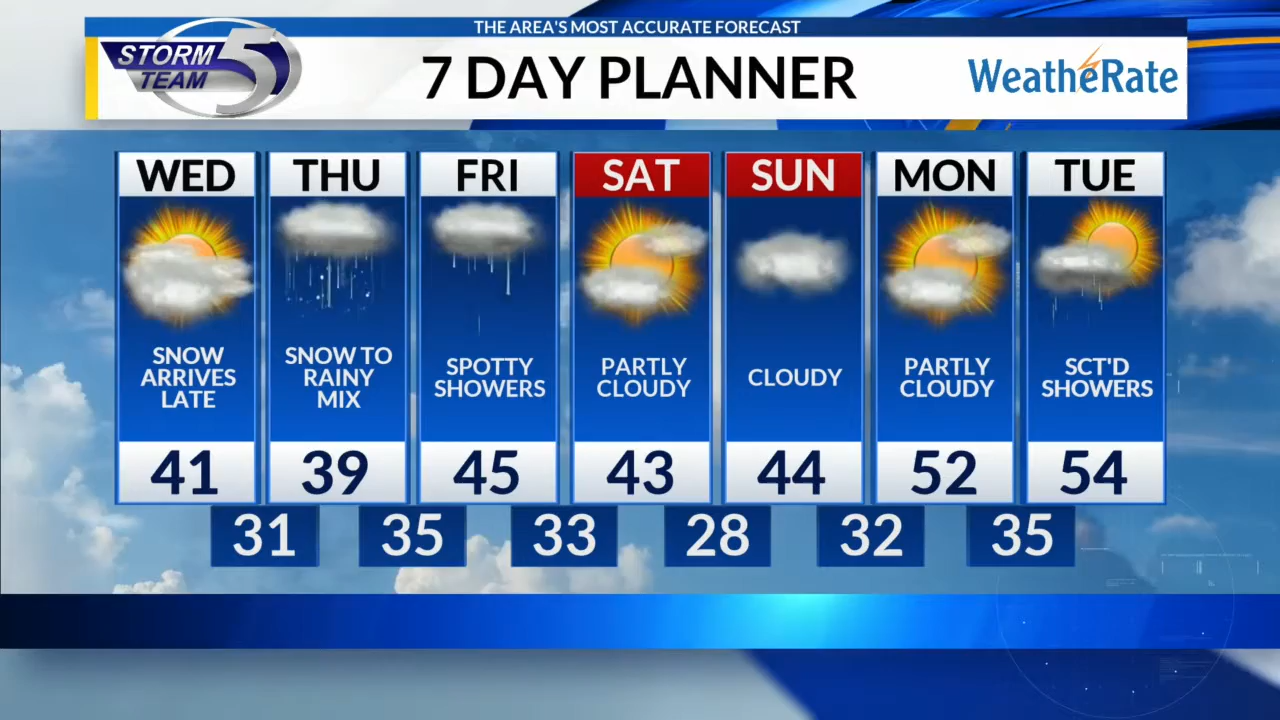 THE AREA'S MOST ACCURATE FORECAST
STORM
TEAM
5
7 DAY PLANNER
WeatheRate
WED
THU
FRI
SAT
SUN
MON
TUE
SNOW
ARRIVES
LATE
SNOW TO
RAINY
MIX
SPOTTY
SHOWERS
PARTLY
CLOUDY
CLOUDY
PARTLY
CLOUDY
SCT'D
SHOWERS
41
39
45
43
44
52
54
31
35
33
28
32
35